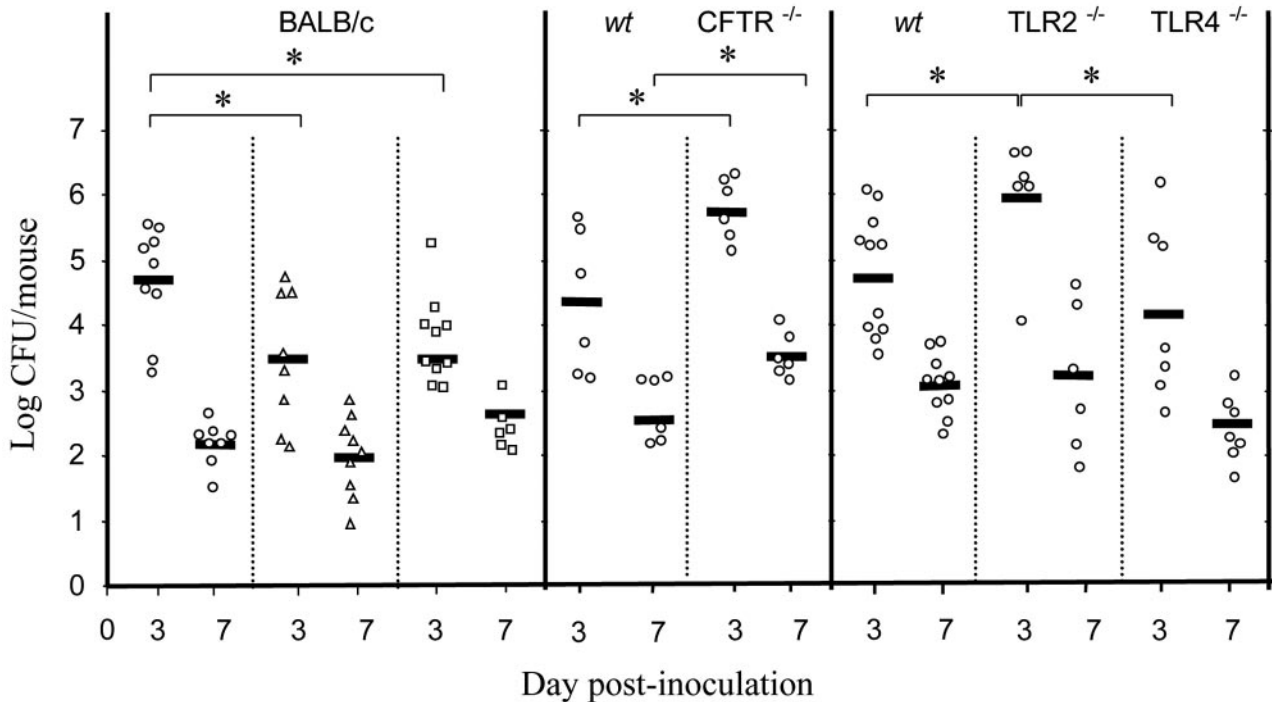 BALB/c wt CFTR -/- wt TLR2 -/- TLR4 -/-
* * * * * *
7
6
5
4
3
2
1
0
Log CFU/mouse
0 3 7 3 7 3 7 3 7 3 7 3 7 3 7 3 7
Day post-inoculation